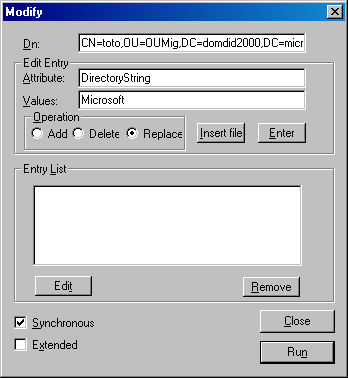 Modify
Dn: CN=toto,OU=OUMig,DC=domdid2000,DC=micr
Edit Entry
Attribute: DirectoryString
Values: Microsoft
Operation
Add Delete Replace Insert file Enter
Entry List
Edit Remove
Synchronous Close
Extended Run